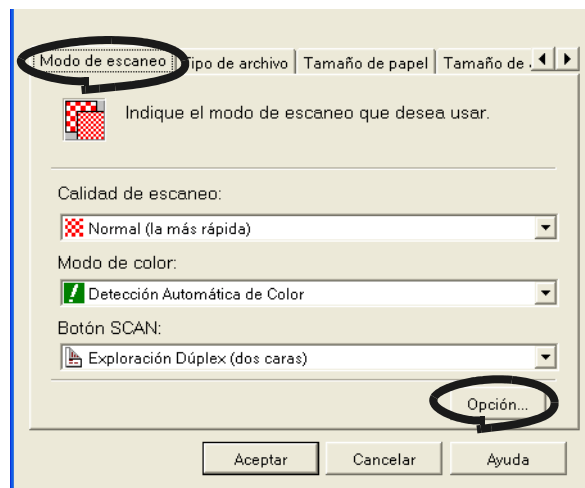 Modo de escaneo Tipo de archivo Tamaño de papel Tamaño de
Indique el modo de escaneo que desea usar.
Calidad de escaneo:
Normal (la más rápida)
Modo de color:
Detección Automática de Color
Botón SCAN:
Exploración Dúplex (dos caras)
Opción...
Aceptar Cancelar Ayuda